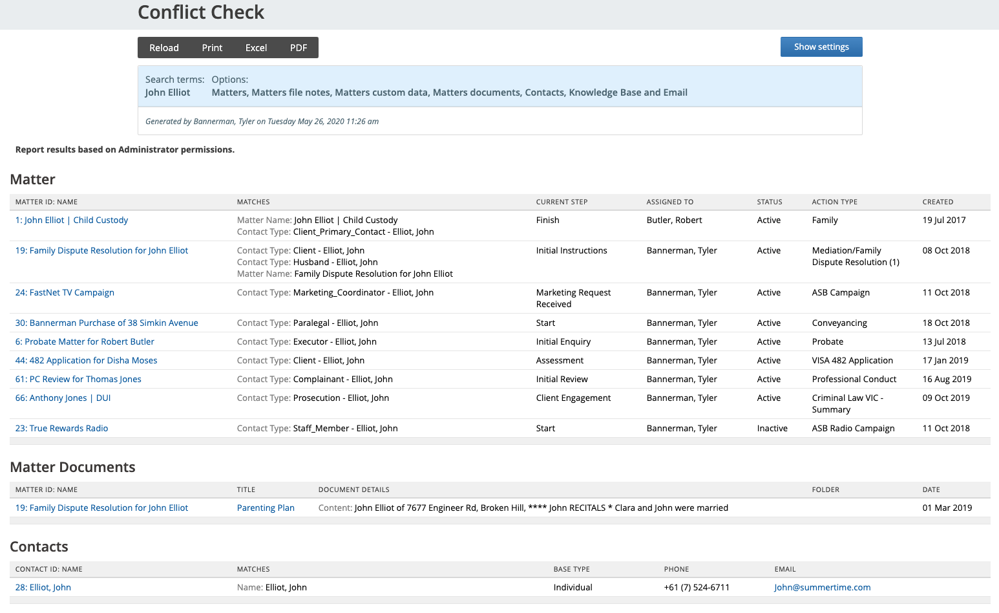 Conflict Check
Reload Print Excel PDF
Show settings
Search terms: Options:
John Elliot Matters, Matters file notes, Matters custom data, Matters documents, Contacts, Knowledge Base and Email
Generated by Bannerman, Tyler on Tuesday May 26, 2020 11:26 am
Report results based on Administrator permissions.
Matter
MATTER ID: NAME MATCHES CURRENT STEP ASSIGNED TO STATUS ACTION TYPE CREATED
1: John Elliot | Child Custody Matter Name: John Elliot | Child Custody Finish Butler, Robert Active Family 19 Jul 2017
Contact Type: Client_Primary_Contact - Elliot, John
19: Family Dispute Resolution for John Elliot Contact Type: Client - Elliot, John Initial Instructions Bannerman, Tyler Active Mediation/Family 08 Oct 2018
Contact Type: Husband - Elliot, John Dispute Resolution (1)
Matter Name: Family Dispute Resolution for John Elliot
24: FastNet TV Campaign Contact Type: Marketing_Coordinator - Elliot, John Marketing Request Bannerman, Tyler Active ASB Campaign 11 Oct 2018
Received
30: Bannerman Purchase of 38 Simkin Avenue Contact Type: Paralegal - Elliot, John Start Bannerman, Tyler Active Conveyancing 18 Oct 2018
6: Probate Matter for Robert Butler Contact Type: Executor - Elliot, John Initial Enquiry Bannerman, Tyler Active Probate 13 Jul 2018
44: 482 Application for Disha Moses Contact Type: Client - Elliot, John Assessment Bannerman, Tyler Active VISA 482 Application 17 Jan 2019
61: PC Review for Thomas Jones Contact Type: Complainant - Elliot, John Initial Review Bannerman, Tyler Active Professional Conduct 16 Aug 2019
66: Anthony Jones | DUI Contact Type: Prosecution - Elliot, John Client Engagement Bannerman, Tyler Active Criminal Law VIC - 09 Oct 2019
Summary
23: True Rewards Radio Contact Type: Staff_Member - Elliot, John Start Bannerman, Tyler Inactive ASB Radio Campaign 11 Oct 2018
Matter Documents
MATTER ID: NAME TITLE DOCUMENT DETAILS FOLDER DATE
19: Family Dispute Resolution for John Elliot Parenting Plan Content: John Elliot of 7677 Engineer Rd, Broken Hill, **** John RECITALS * Clara and John were married 01 Mar 2019
Contacts
CONTACT ID: NAME MATCHES BASE TYPE PHONE EMAIL
28: Elliot, John Name: Elliot, John Individual +61 (7) 524-6711 John@summertime.com